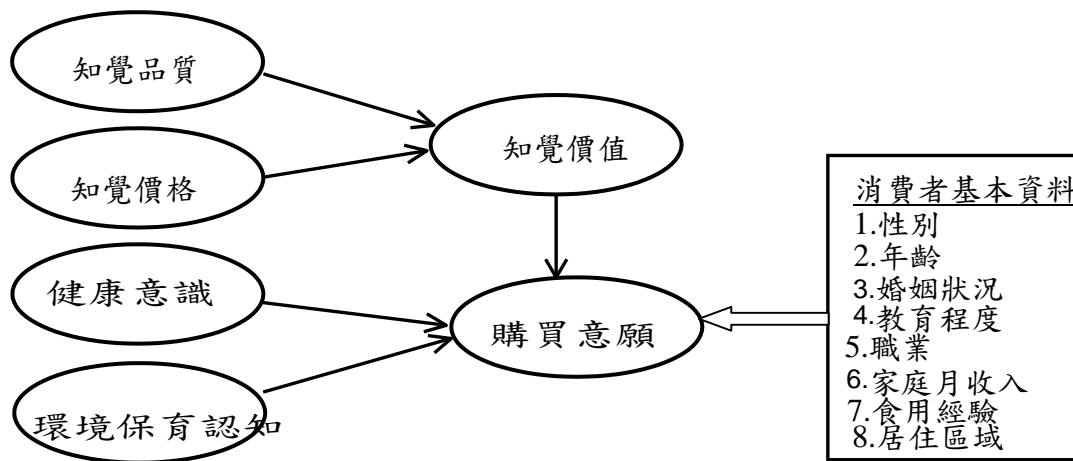 知覺品質
知覺價格
知覺價值
健康意識
購買意願
環境保育認知
消費者基本資料
1.性別
2.年齡
3.婚姻狀況
4.教育程度
5.職業
6.家庭月收入
7.食用經驗
8.居住區域